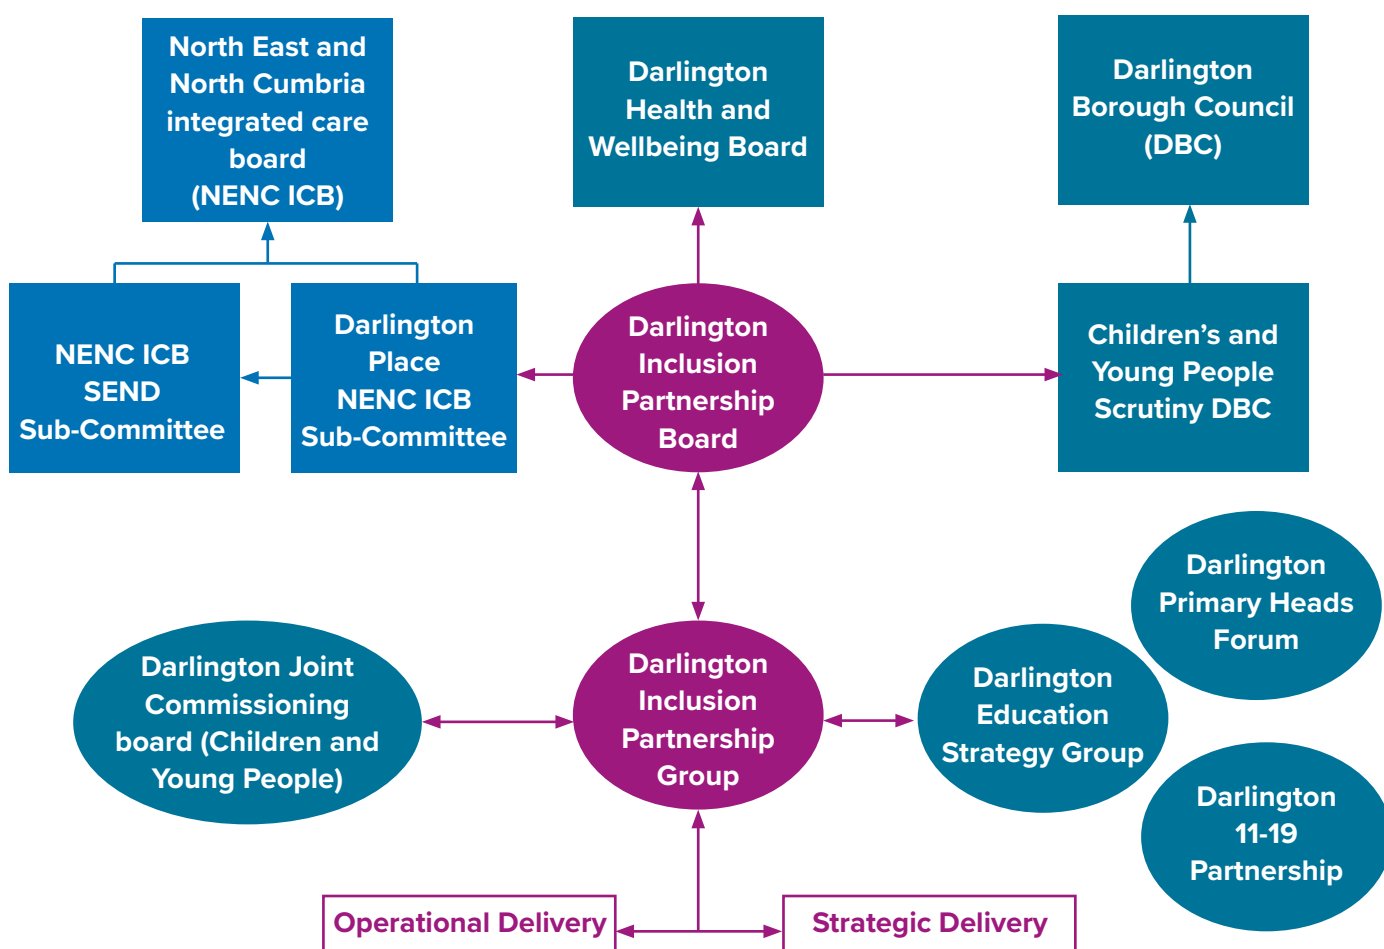 North East and
North Cumbria
integrated care
board
(NENC ICB)
Darlington
Health and
Wellbeing Board
Darlington
Borough Council
(DBC)
NENC ICB
SEND
Sub-Committee
Darlington
Place
NENC ICB
Sub-Committee
Darlington
Inclusion
Partnership
Board
Children’s and
Young People
Scrutiny DBC
Darlington Joint
Commissioning
board (Children and
Young People)
Darlington
Inclusion
Partnership
Group
Darlington
Education
Strategy Group
Darlington
Primary Heads
Forum
Darlington
11-19
Partnership
Operational Delivery
Strategic Delivery